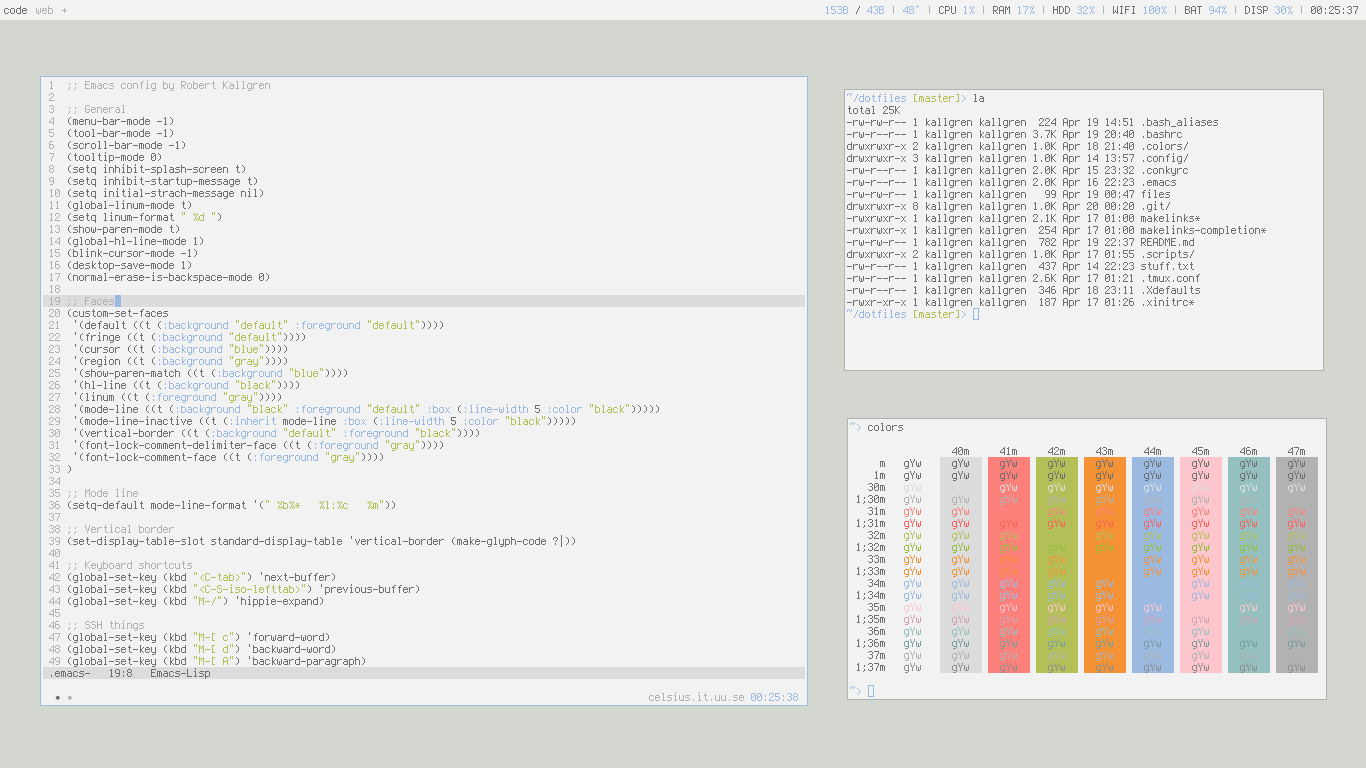 code web +
153B / 43B | 48° | CPU 1% | RAM 17% | HDD 32% | WIFI 100% | BAT 94% | DISP 30% | 00:25:37
1 ;; Emacs config by Robert Kallgren
2
3 ;; General
4 (menu-bar-mode -1)
5 (tool-bar-mode -1)
6 (scroll-bar-mode -1)
7 (tooltip-mode 0)
8 (setq inhibit-splash-screen t)
9 (setq inhibit-startup-message t)
10 (setq initial-strach-message nil)
11 (global-linum-mode t)
12 (setq linum-format " %d ")
13 (show-paren-mode t)
14 (global-hl-line-mode 1)
15 (blink-cursor-mode -1)
16 (desktop-save-mode 1)
17 (normal-erase-is-backspace-mode 0)
18
19 ;; Faces
20 (custom-set-faces
21  '(default ((t (:background "default" :foreground "default"))))
22  '(fringe ((t (:background "default"))))
23  '(cursor ((t (:background "blue"))))
24  '(region ((t (:background "gray"))))
25  '(show-paren-match ((t (:background "blue"))))
26  '(hl-line ((t (:background "black"))))
27  '(linum ((t (:foreground "gray"))))
28  '(mode-line ((t (:background "black" :foreground "default" :box (:line-width 5 :color "black")))))
29  '(mode-line-inactive ((t (:inherit mode-line :box (:line-width 5 :color "black")))))
30  '(vertical-border ((t (:background "default" :foreground "black"))))
31  '(font-lock-comment-delimiter-face ((t (:foreground "gray"))))
32  '(font-lock-comment-face ((t (:foreground "gray"))))
33 )
34
35 ;; Mode line
36 (setq-default mode-line-format '(" %b%*   %l:%c   %m"))
37
38 ;; Vertical border
39 (set-display-table-slot standard-display-table 'vertical-border (make-glyph-code ?|))
40
41 ;; Keyboard shortcuts
42 (global-set-key (kbd "<C-tab>") 'next-buffer)
43 (global-set-key (kbd "<C-S-iso-lefttab>") 'previous-buffer)
44 (global-set-key (kbd "M-/") 'hippie-expand)
45
46 ;; SSH things
47 (global-set-key (kbd "M-[ c") 'forward-word)
48 (global-set-key (kbd "M-[ d") 'backward-word)
49 (global-set-key (kbd "M-[ A") 'backward-paragraph)
.emacs-   19:8   Emacs-Lisp
celsius.it.uu.se 00:25:38
~/dotfiles [master]> la
total 25K
-rw-rw-r-- 1 kallgren kallgren  224 Apr 19 14:51 .bash_aliases
-rw-r--r-- 1 kallgren kallgren 3.7K Apr 19 20:40 .bashrc
drwxrwxr-x 2 kallgren kallgren 1.0K Apr 18 21:40 .colors/
drwxrwxr-x 3 kallgren kallgren 1.0K Apr 14 13:57 .config/
-rw-rw-r-- 1 kallgren kallgren 2.0K Apr 15 23:32 .conkyrc
-rw-rw-r-- 1 kallgren kallgren 2.0K Apr 16 22:23 .emacs
-rw-rw-r-- 1 kallgren kallgren   99 Apr 19 00:47 files
drwxrwxr-x 8 kallgren kallgren 1.0K Apr 20 00:20 .git/
-rwxrwxr-x 1 kallgren kallgren 2.1K Apr 17 01:00 makelinks*
-rwxrwxr-x 1 kallgren kallgren  254 Apr 17 01:00 makelinks-completion*
-rw-rw-r-- 1 kallgren kallgren  782 Apr 19 22:37 README.md
drwxrwxr-x 2 kallgren kallgren 1.0K Apr 17 01:55 .scripts/
-rw-r--r-- 1 kallgren kallgren  437 Apr 14 22:23 stuff.txt
-rw-r--r-- 1 kallgren kallgren 2.6K Apr 17 01:21 .tmux.conf
-rw-rw-r-- 1 kallgren kallgren  346 Apr 18 23:11 .Xdefaults
-rwxr-xr-x 1 kallgren kallgren  187 Apr 17 01:26 .xinitrc*
~/dotfiles [master]>
~> colors
40m 41m 42m 43m 44m 45m 46m 47m
m gYw gYw gYw gYw gYw gYw gYw gYw gYw
1m gYw gYw gYw gYw gYw gYw gYw gYw gYw
30m gYw gYw gYw gYw gYw gYw gYw gYw
1;30m gYw gYw gYw gYw gYw gYw gYw gYw
31m gYw gYw gYw gYw gYw gYw gYw gYw
1;31m gYw gYw gYw gYw gYw gYw gYw gYw gYw
32m gYw gYw gYw gYw gYw gYw gYw gYw
1;32m gYw gYw gYw gYw gYw gYw gYw gYw gYw
33m gYw gYw gYw gYw gYw gYw gYw gYw
1;33m gYw gYw gYw gYw gYw gYw gYw gYw
34m gYw gYw gYw gYw gYw gYw gYw gYw
1;34m gYw gYw gYw gYw gYw gYw gYw gYw
35m gYw gYw gYw gYw gYw gYw gYw gYw
1;35m gYw gYw gYw gYw gYw gYw gYw gYw gYw
36m gYw gYw gYw gYw gYw gYw gYw gYw
1;36m gYw gYw gYw gYw gYw gYw gYw gYw gYw
37m gYw gYw gYw gYw gYw gYw gYw gYw
1;37m gYw gYw gYw gYw gYw gYw gYw gYw gYw
~>